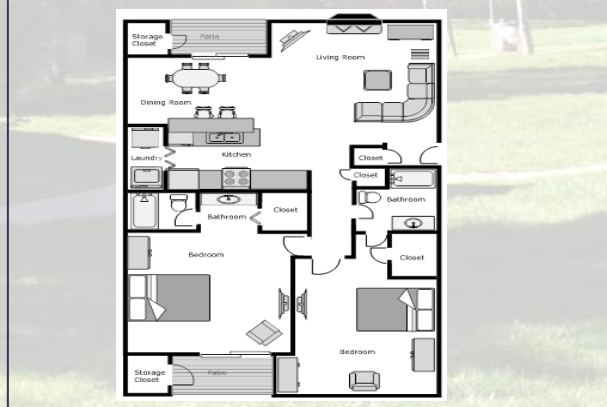 Storage
Closet
Patio
Living Room
Dining Room
Laundry
Kitchen
Closet
Closet
Bathroom
Closet
Bathroom
Bedroom
Closet
Bedroom
Storage
Closet
Patio